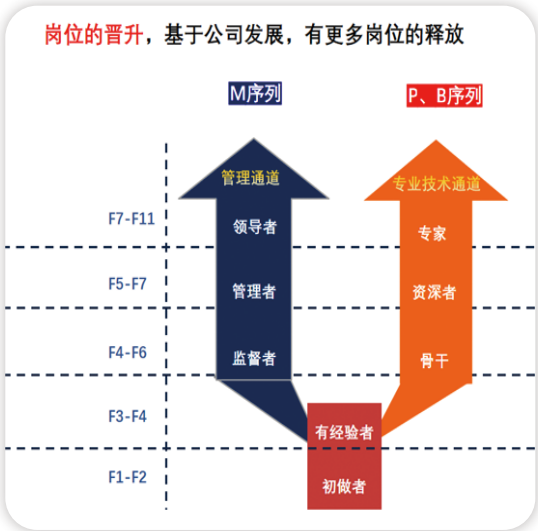 岗位的晋升，基于公司发展，有更多岗位的释放
M序列
P、B序列
管理通道
专业技术通道
F7-F11
领导者
专家
F5-F7
管理者
资深者
F4-F6
监督者
骨干
F3-F4
有经验者
F1-F2
初做者